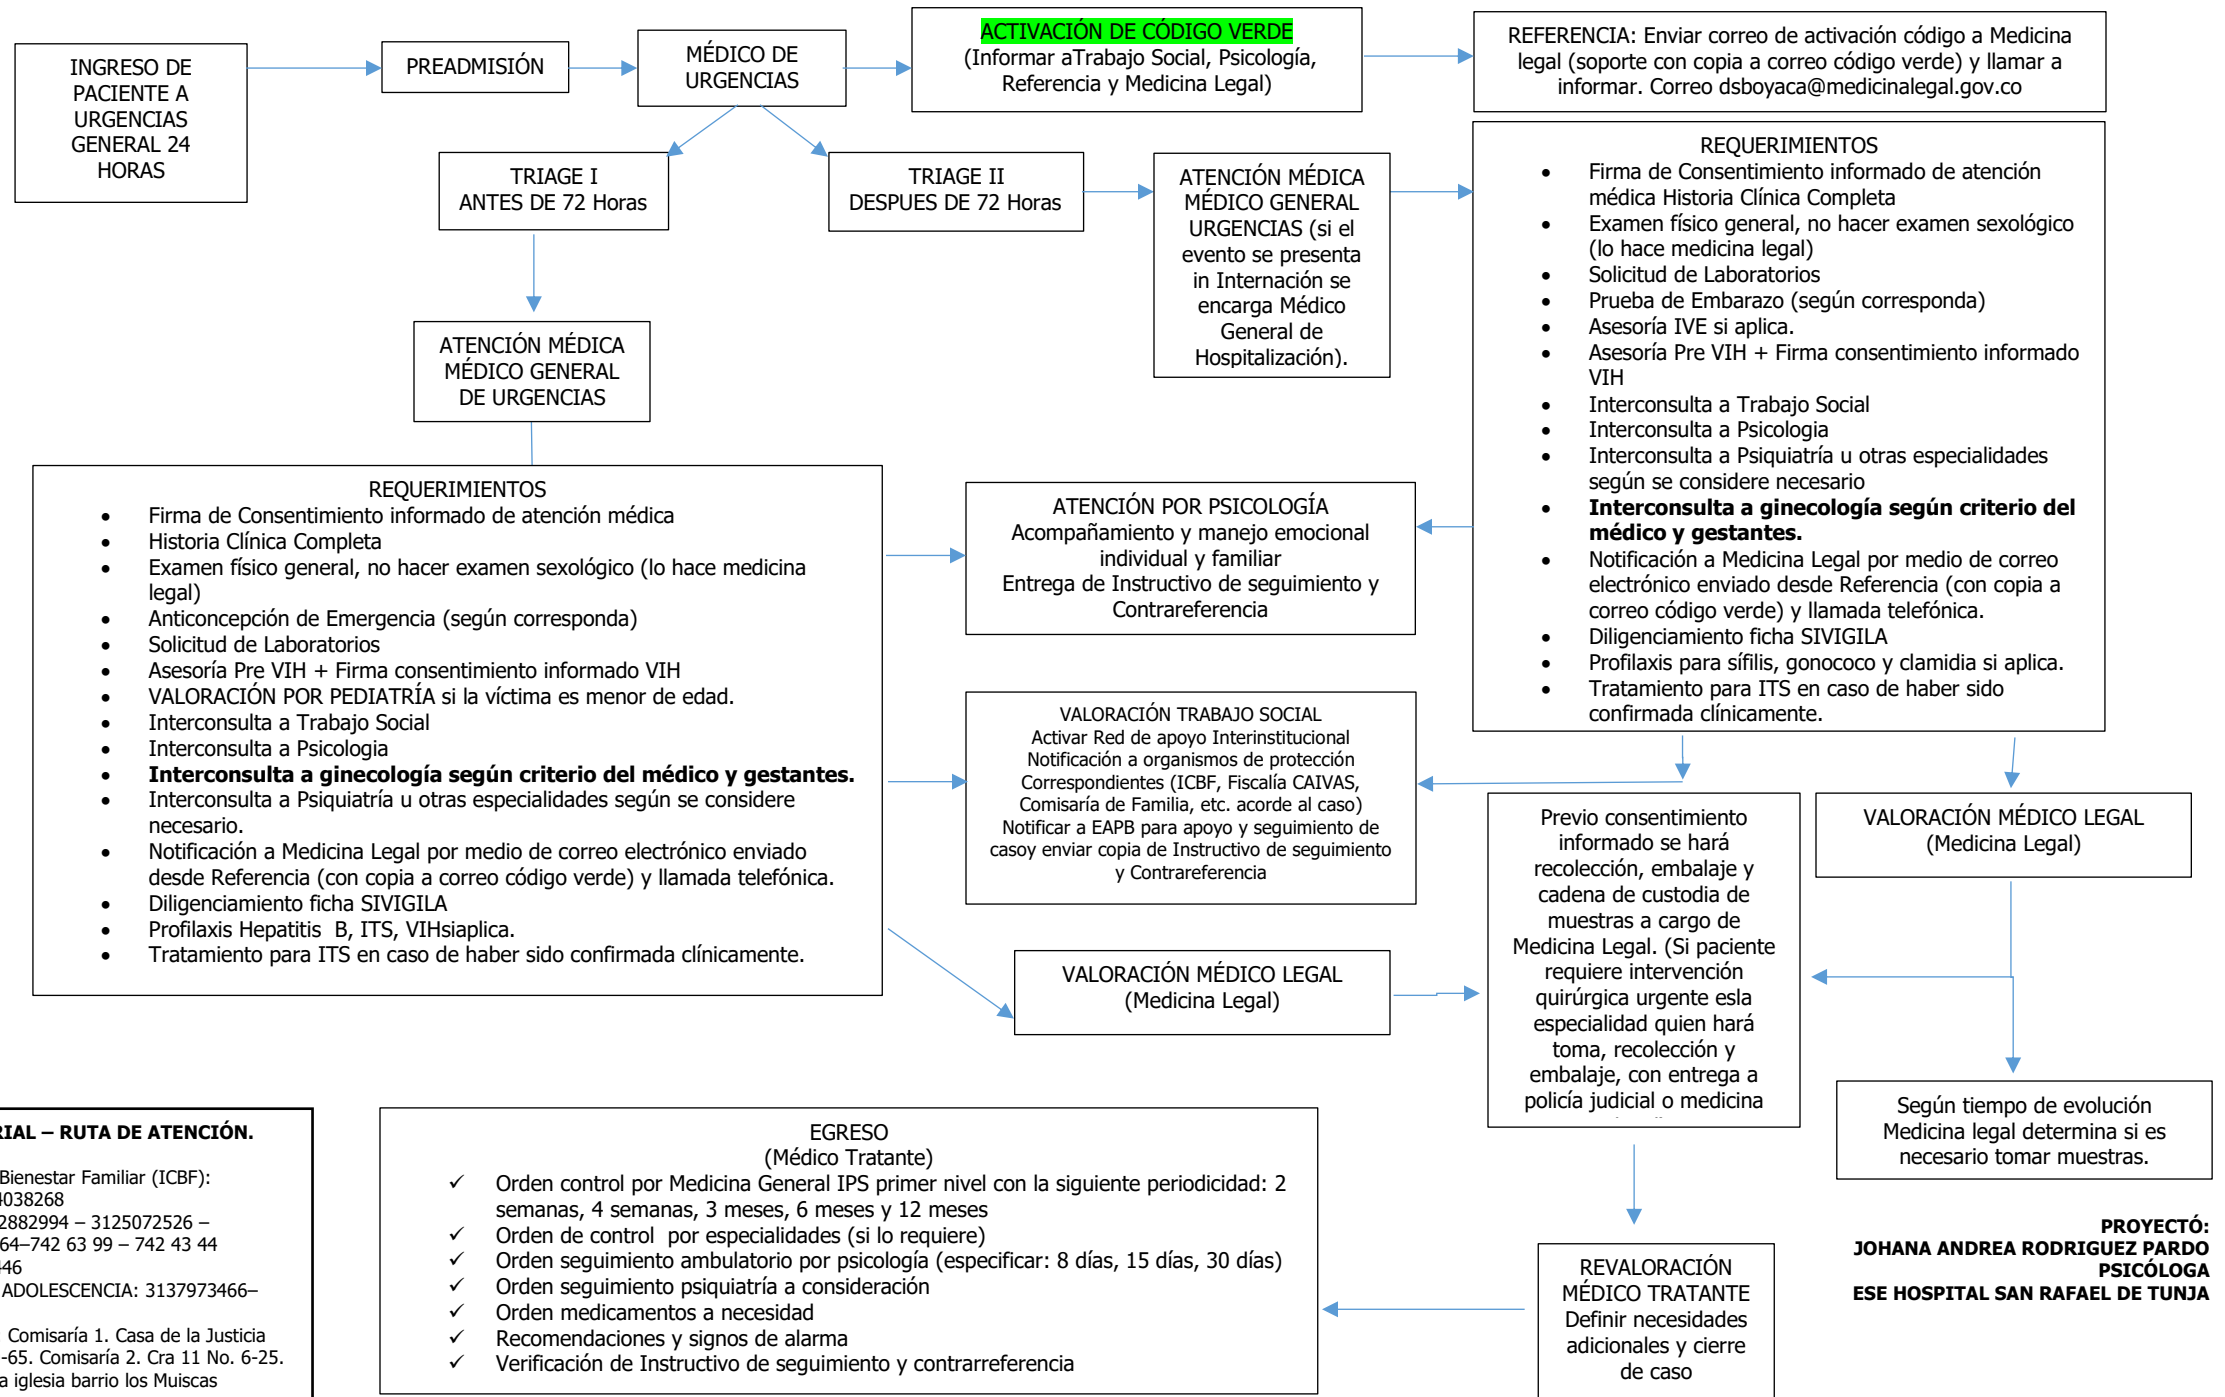 INGRESO DE
PACIENTE A
URGENCIAS
GENERAL 24
HORAS
PREADMISIÓN
MÉDICO DE
URGENCIAS
ACTIVACIÓN DE CÓDIGO VERDE
(Informar aTrabajo Social, Psicología,
Referencia y Medicina Legal)
REFERENCIA: Enviar correo de activación código a Medicina
legal (soporte con copia a correo código verde) y llamar a
informar. Correo dsboyaca@medicinalegal.gov.co
TRIAGE I
ANTES DE 72 Horas
TRIAGE II
DESPUES DE 72 Horas
ATENCIÓN MÉDICA
MÉDICO GENERAL
URGENCIAS (si el
evento se presenta
in Internación se
encarga Médico
General de
Hospitalización).
REQUERIMIENTOS
• Firma de Consentimiento informado de atención
médica Historia Clínica Completa
• Examen físico general, no hacer examen sexológico
(lo hace medicina legal)
• Solicitud de Laboratorios
• Prueba de Embarazo (según corresponda)
• Asesoría IVE si aplica.
• Asesoría Pre VIH + Firma consentimiento informado
VIH
• Interconsulta a Trabajo Social
• Interconsulta a Psicologia
• Interconsulta a Psiquiatría u otras especialidades
según se considere necesario
• Interconsulta a ginecología según criterio del
médico y gestantes.
• Notificación a Medicina Legal por medio de correo
electrónico enviado desde Referencia (con copia a
correo código verde) y llamada telefónica.
• Diligenciamiento ficha SIVIGILA
• Profilaxis para sífilis, gonococo y clamidia si aplica.
• Tratamiento para ITS en caso de haber sido
confirmada clínicamente.
ATENCIÓN MÉDICA
MÉDICO GENERAL
DE URGENCIAS
REQUERIMIENTOS
• Firma de Consentimiento informado de atención médica
• Historia Clínica Completa
• Examen físico general, no hacer examen sexológico (lo hace medicina
legal)
• Anticoncepción de Emergencia (según corresponda)
• Solicitud de Laboratorios
• Asesoría Pre VIH + Firma consentimiento informado VIH
• VALORACIÓN POR PEDIATRÍA si la víctima es menor de edad.
• Interconsulta a Trabajo Social
• Interconsulta a Psicologia
• Interconsulta a ginecología según criterio del médico y gestantes.
• Interconsulta a Psiquiatría u otras especialidades según se considere
necesario.
• Notificación a Medicina Legal por medio de correo electrónico enviado
desde Referencia (con copia a correo código verde) y llamada telefónica.
• Diligenciamiento ficha SIVIGILA
• Profilaxis Hepatitis B, ITS, VIHsiaplica.
• Tratamiento para ITS en caso de haber sido confirmada clínicamente.
ATENCIÓN POR PSICOLOGÍA
Acompañamiento y manejo emocional
individual y familiar
Entrega de Instructivo de seguimiento y
Contrareferencia
VALORACIÓN TRABAJO SOCIAL
Activar Red de apoyo Interinstitucional
Notificación a organismos de protección
Correspondientes (ICBF, Fiscalía CAIVAS,
Comisaría de Familia, etc. acorde al caso)
Notificar a EAPB para apoyo y seguimiento de
casoy enviar copia de Instructivo de seguimiento
y Contrareferencia
VALORACIÓN MÉDICO LEGAL
(Medicina Legal)
Previo consentimiento
informado se hará
recolección, embalaje y
cadena de custodia de
muestras a cargo de
Medicina Legal. (Si paciente
requiere intervención
quirúrgica urgente esla
especialidad quien hará
toma, recolección y
embalaje, con entrega a
policía judicial o medicina
VALORACIÓN MÉDICO LEGAL
(Medicina Legal)
Según tiempo de evolución
Medicina legal determina si es
necesario tomar muestras.
RIAL – RUTA DE ATENCIÓN.
Bienestar Familiar (ICBF):
4038268
2882994 – 3125072526 –
64–742 63 99 – 742 43 44
446
ADOLESCENCIA: 3137973466–
Comisaría 1. Casa de la Justicia
-65. Comisaría 2. Cra 11 No. 6-25.
a iglesia barrio los Muiscas
EGRESO
(Médico Tratante)
✓ Orden control por Medicina General IPS primer nivel con la siguiente periodicidad: 2
semanas, 4 semanas, 3 meses, 6 meses y 12 meses
✓ Orden de control por especialidades (si lo requiere)
✓ Orden seguimiento ambulatorio por psicología (especificar: 8 días, 15 días, 30 días)
✓ Orden seguimiento psiquiatría a consideración
✓ Orden medicamentos a necesidad
✓ Recomendaciones y signos de alarma
✓ Verificación de Instructivo de seguimiento y contrarreferencia
REVALORACIÓN
MÉDICO TRATANTE
Definir necesidades
adicionales y cierre
de caso
PROYECTÓ:
JOHANA ANDREA RODRIGUEZ PARDO
PSICÓLOGA
ESE HOSPITAL SAN RAFAEL DE TUNJA